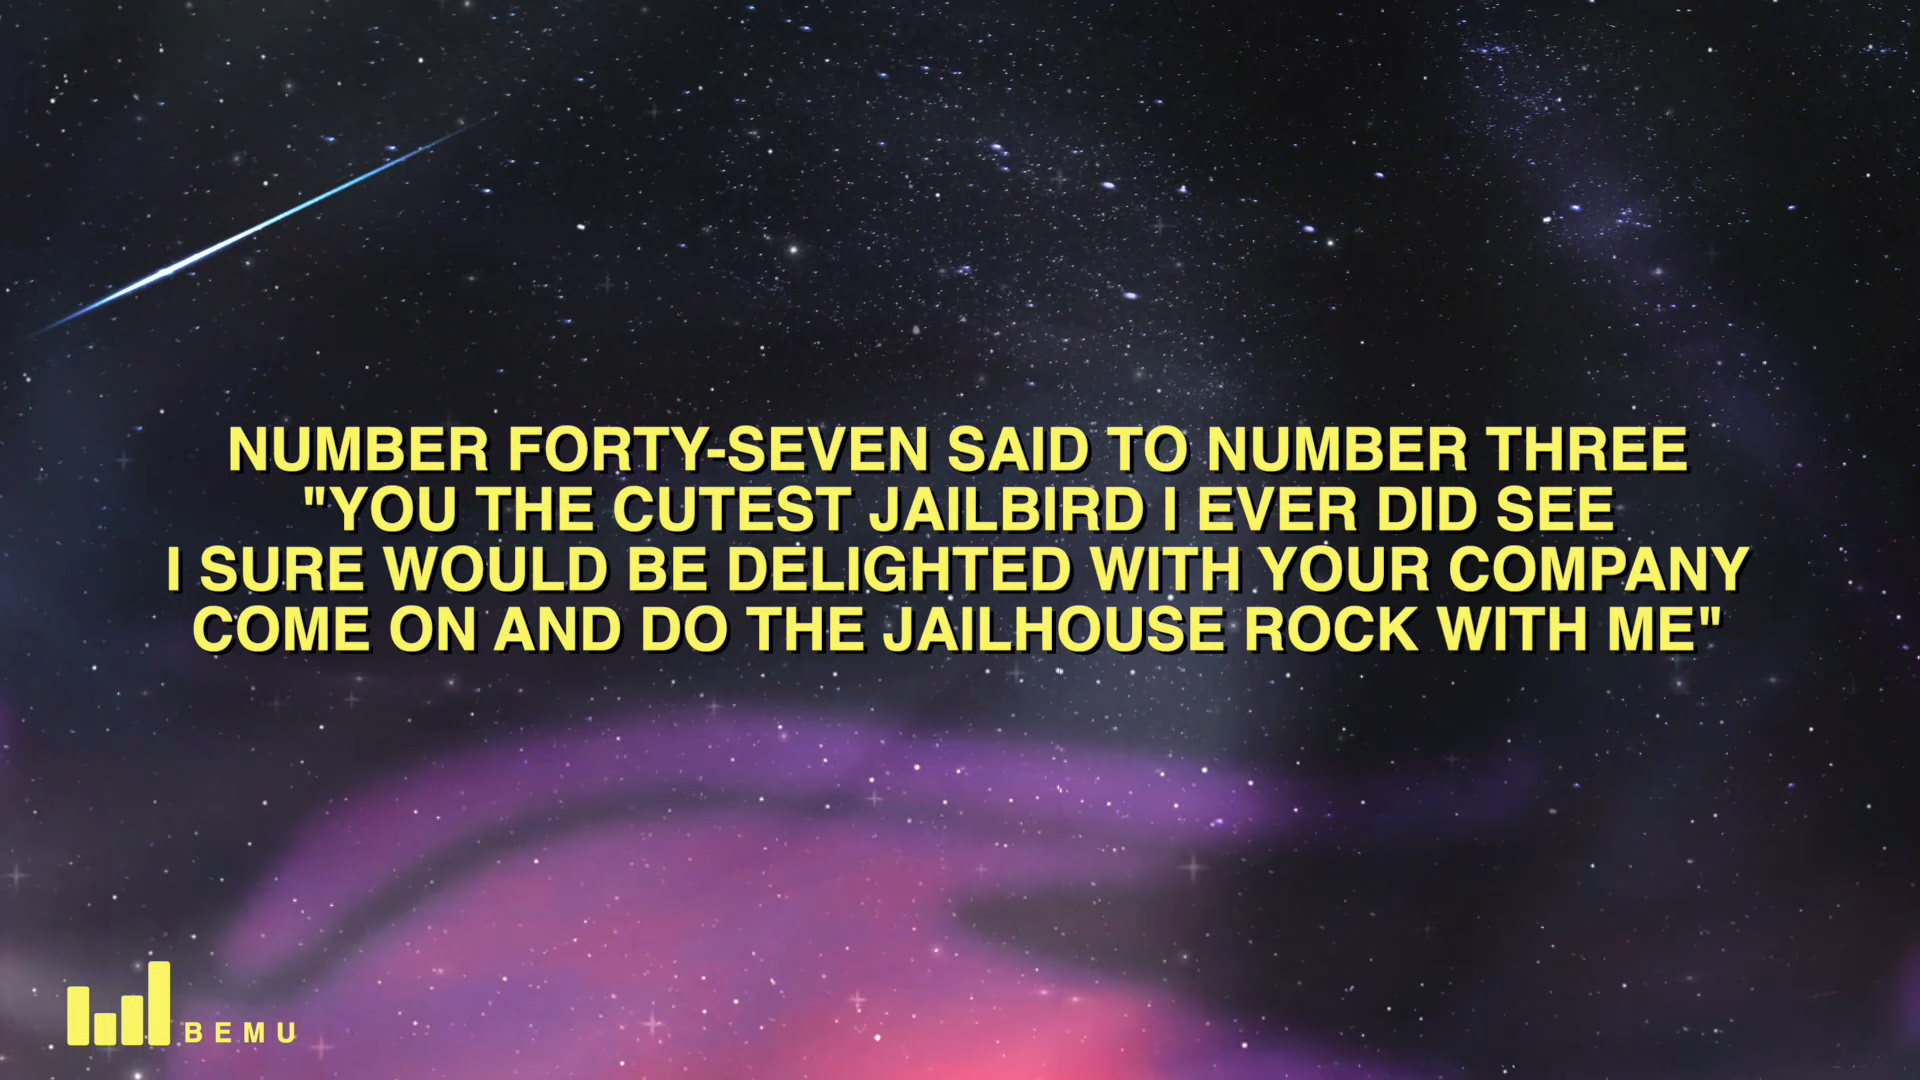 NUMBER FORTY-SEVEN SAID TO NUMBER THREE
"YOU THE CUTEST JAILBIRD I EVER DID SEE
I SURE WOULD BE DELIGHTED WITH YOUR COMPANY
COME ON AND DO THE JAILHOUSE ROCK WITH ME"
BEMU